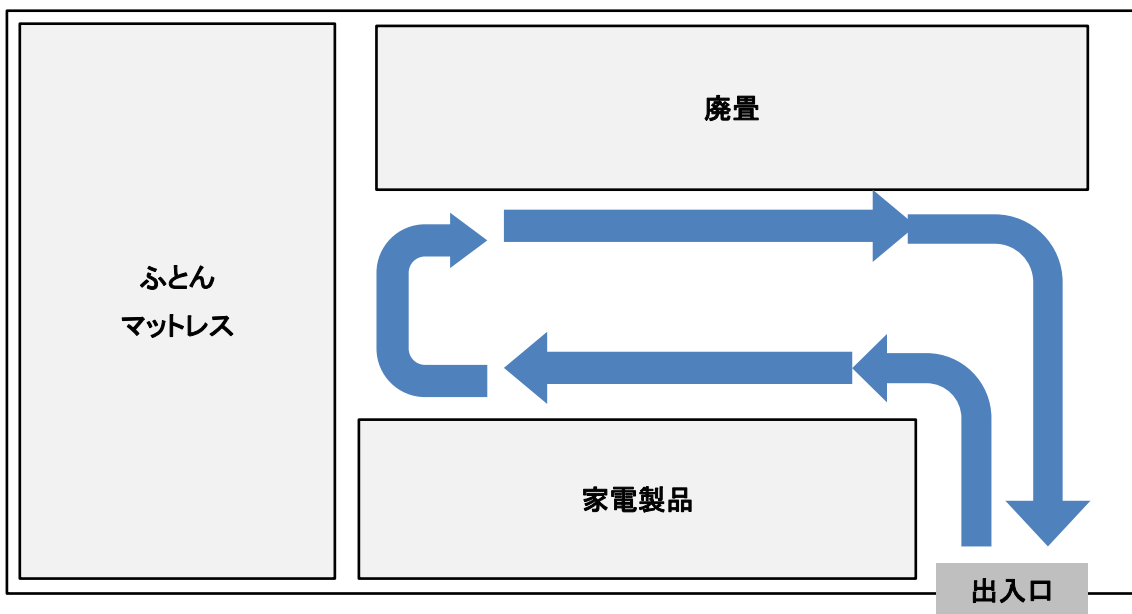 廃畳
ふとん
マットレス
家電製品
出入口